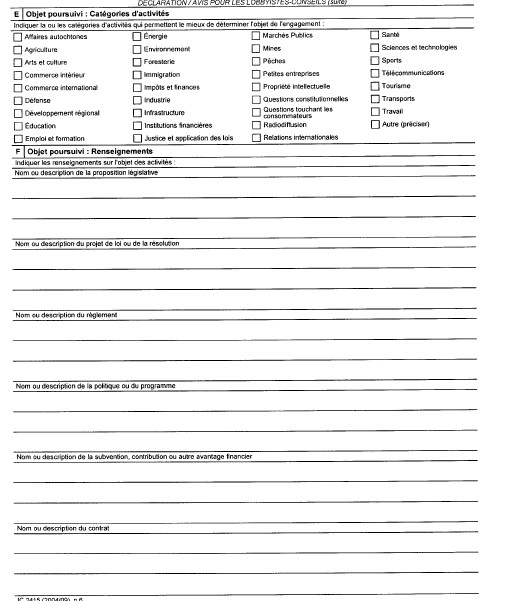 DÉCLARATION / AVIS POUR LES LOBBYISTES-CONSEILS (suite)
E Objet poursuivi : Catégories d'activités
Indiquer la ou les catégories d'activités qui permettent le mieux de déterminer l'objet de l'engagement :
Affaires autochtones Énergie Marchés Publics Santé
Agriculture Environnement Mines Sciences et technologies
Arts et culture Foresterie Pêches Sports
Commerce intérieur Immigration Petites entreprises Télécommunications
Commerce international Impôts et finances Propriété intellectuelle Tourisme
Défense Industrie Questions constitutionnelles Transports
Développement régional Infrastructure Questions touchant les consommateurs Travail
Éducation Institutions financières Radiodiffusion Autre (préciser)
Emploi et formation Justice et application des lois Relations internationales
F Objet poursuivi : Renseignements
Indiquer les renseignements sur l'objet des activités :
Nom ou description de la proposition législative
Nom ou description du projet de loi ou de la résolution
Nom ou description du règlement
Nom ou description de la politique ou du programme
Nom ou description de la subvention, contribution ou autre avantage financier
Nom ou description du contrat
IC 2415 (2004/09) p.6